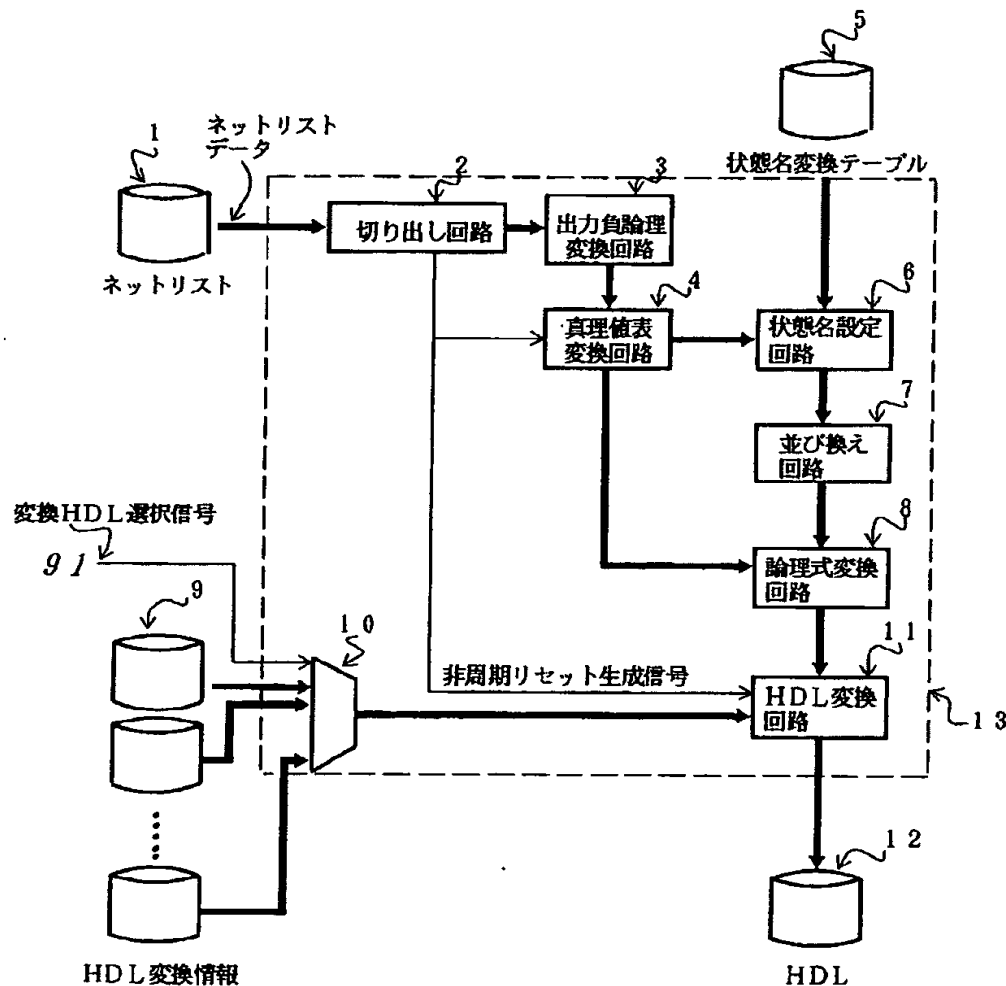 5
1
ネットリスト
データ
2
3
状態名変換テーブル
切り出し回路
出力負論理
変換回路
ネットリスト
4
6
真理値表
変換回路
状態名設定
回路
7
並び換え
回路
変換HDL選択信号
91
8
論理式変換
回路
9
10
11
非周期リセット生成信号
HDL変換
回路
13
12
HDL変換情報
HDL